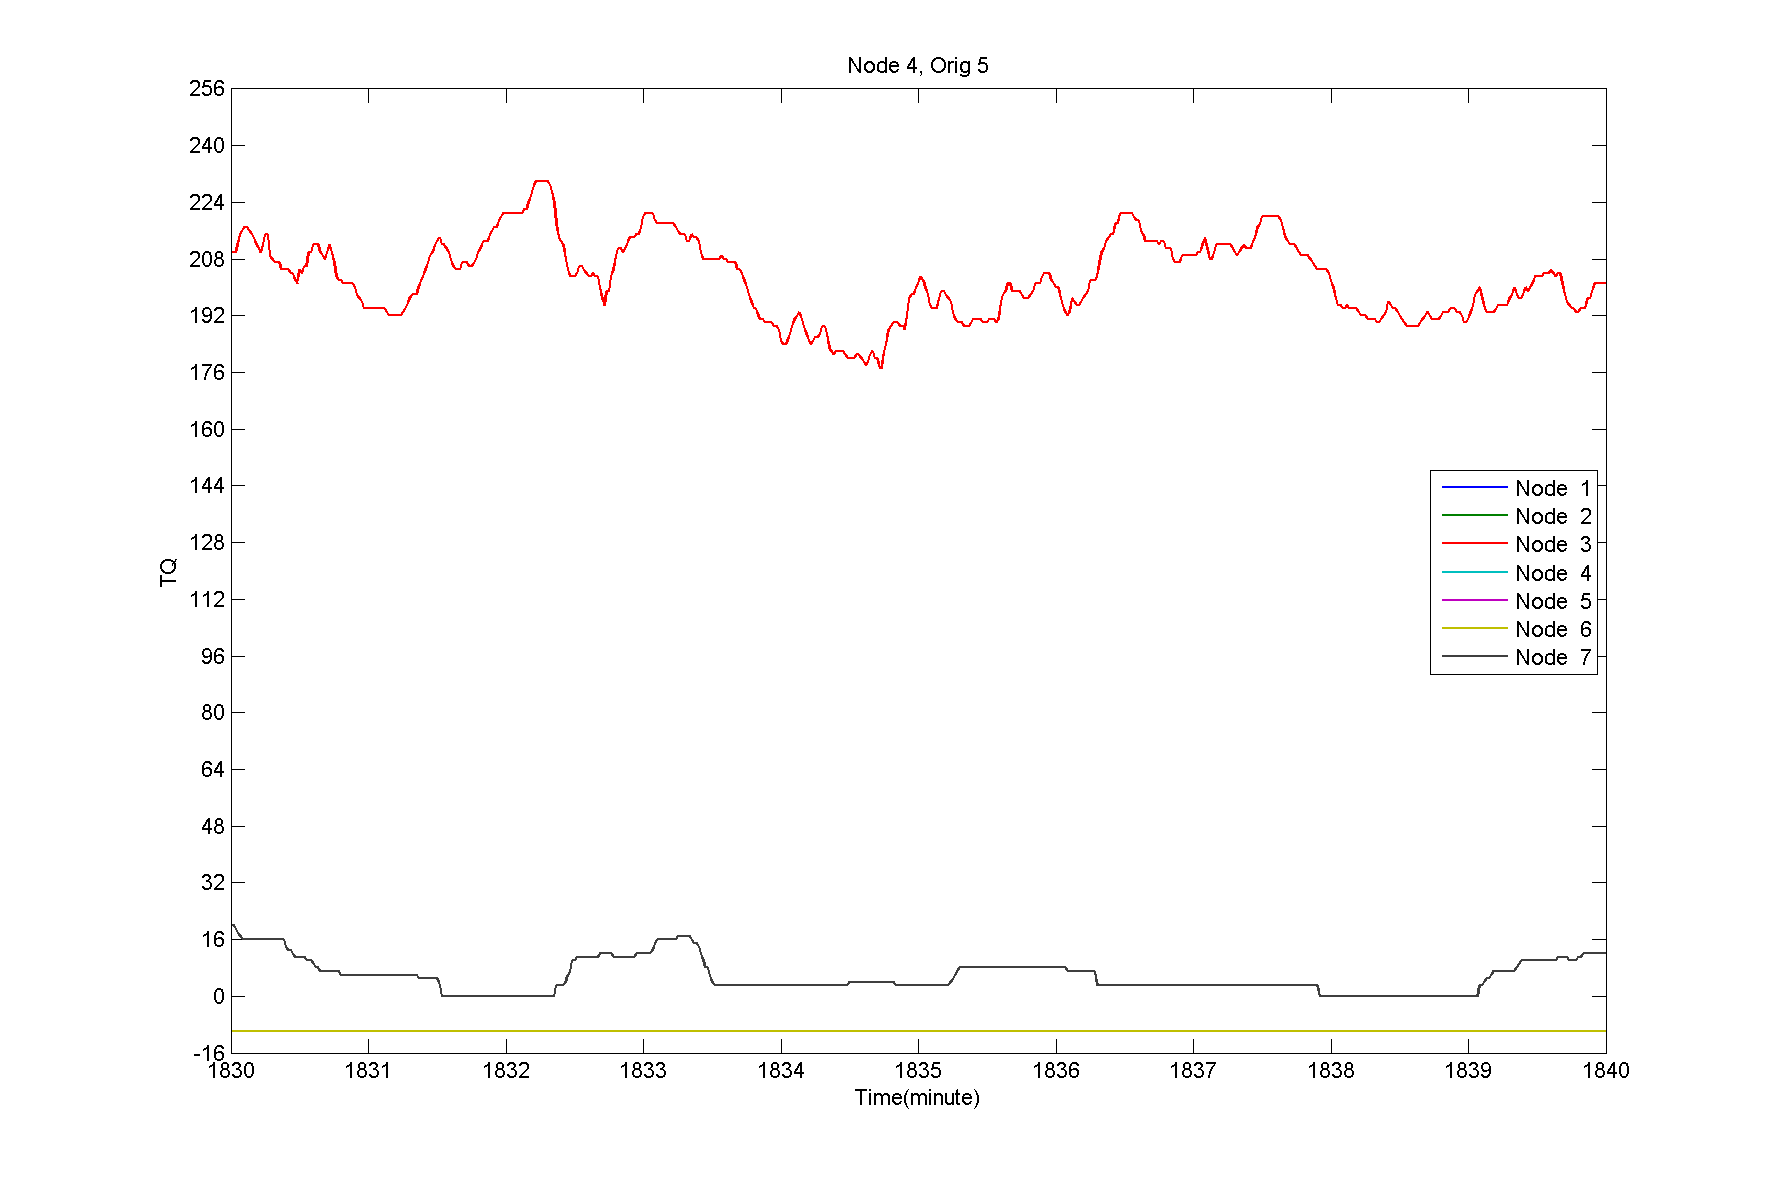 Node 4, Orig 5
256
240
224
208
192
176
160
144
128
112
96
80
64
48
32
16
0
-16
TQ
Node 1
Node 2
Node 3
Node 4
Node 5
Node 6
Node 7
1830 1831 1832 1833 1834 1835 1836 1837 1838 1839 1840
Time(minute)